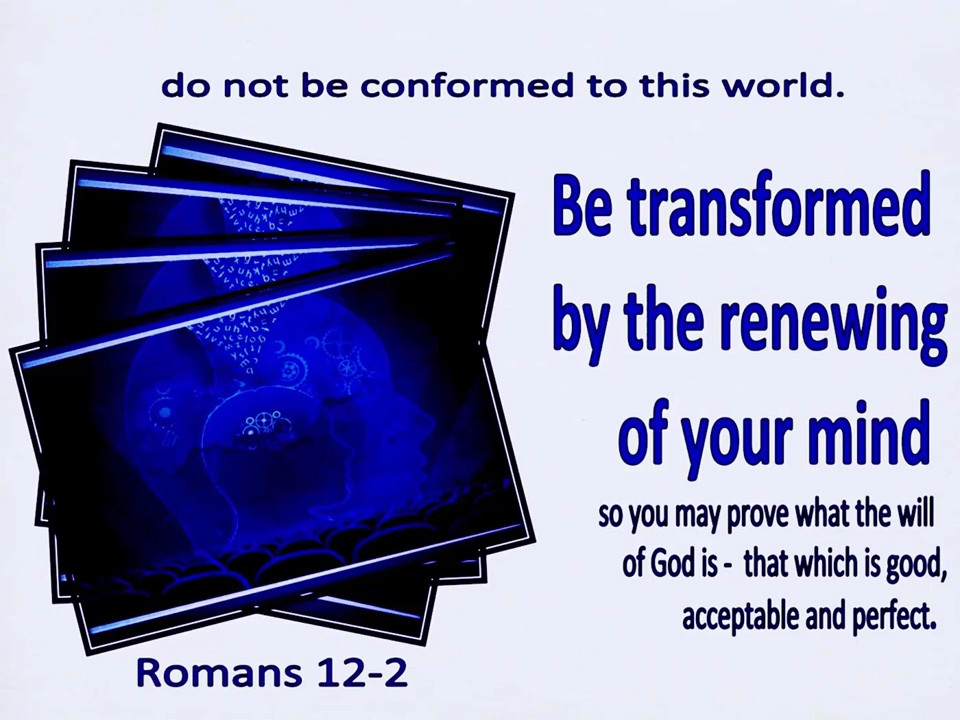 do not be conformed to this world.
Be transformed
by the renewing
of your mind
so you may prove what the will
of God is - that which is good,
acceptable and perfect.
Romans 12-2